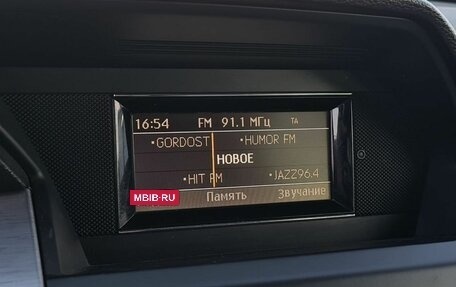 16:54 FM 91.1 МГц TA
•GORDOST •HUMOR FM
НОВОЕ
•HIT FM •JAZZ96.4
MBIB·RU
Память Звучание